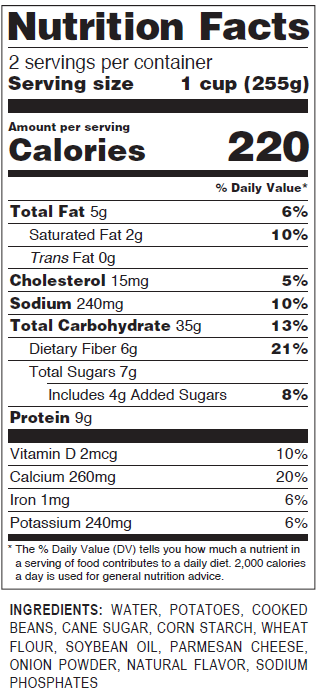 Nutrition Facts
2 servings per container
Serving size 1 cup (255g)
Amount per serving
Calories 220
% Daily Value*
Total Fat 5g 6%
Saturated Fat 2g 10%
Trans Fat 0g
Cholesterol 15mg 5%
Sodium 240mg 10%
Total Carbohydrate 35g 13%
Dietary Fiber 6g 21%
Total Sugars 7g
Includes 4g Added Sugars 8%
Protein 9g
Vitamin D 2mcg 10%
Calcium 260mg 20%
Iron 1mg 6%
Potassium 240mg 6%
* The % Daily Value (DV) tells you how much a nutrient in
a serving of food contributes to a daily diet. 2,000 calories
a day is used for general nutrition advice.
INGREDIENTS: WATER, POTATOES, COOKED
BEANS, CANE SUGAR, CORN STARCH, WHEAT
FLOUR, SOYBEAN OIL, PARMESAN CHEESE,
ONION POWDER, NATURAL FLAVOR, SODIUM
PHOSPHATES